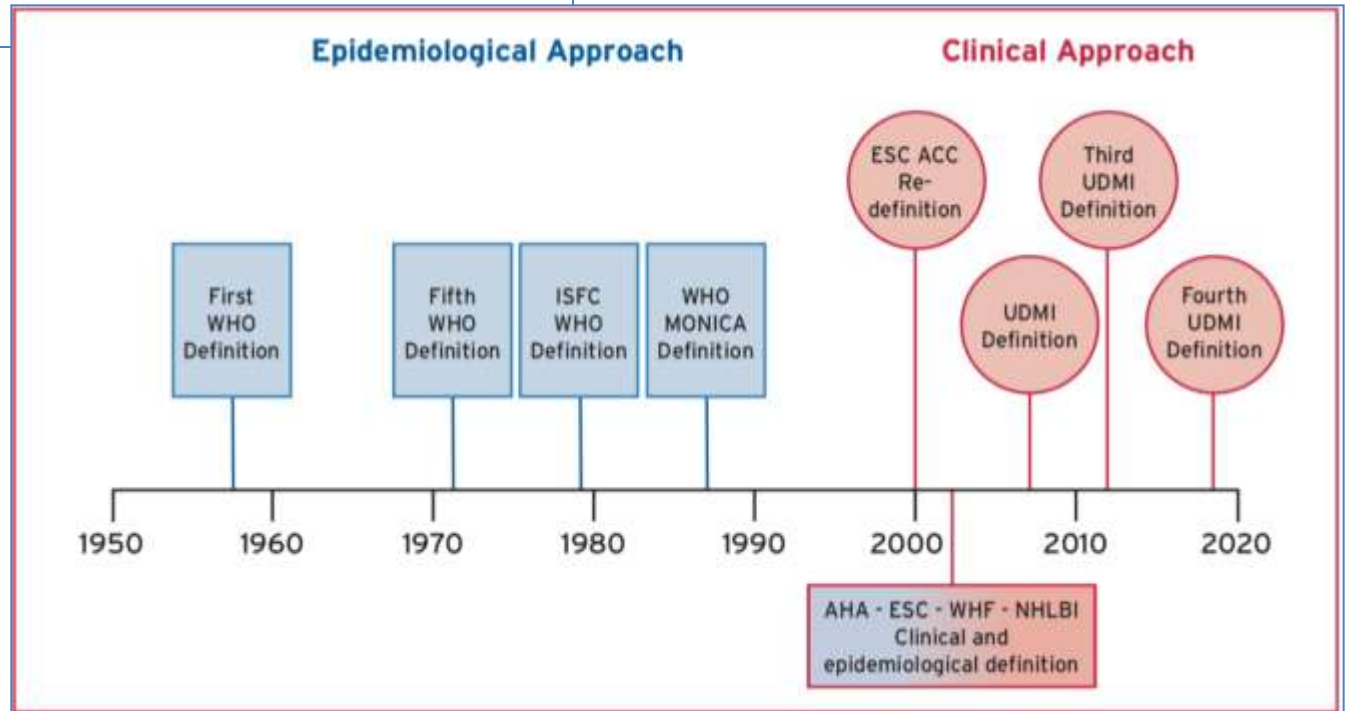 Epidemiological Approach
Clinical Approach
First
WHO
Definition
Fifth
WHO
Definition
ISFC
WHO
Definition
WHO
MONICA
Definition
ESC ACC
Re-
definition
UDMI
Definition
Third
UDMI
Definition
Fourth
UDMI
Definition
1950
1960
1970
1980
1990
2000
2010
2020
AHA - ESC - WHF - NHLBI
Clinical and
epidemiological definition